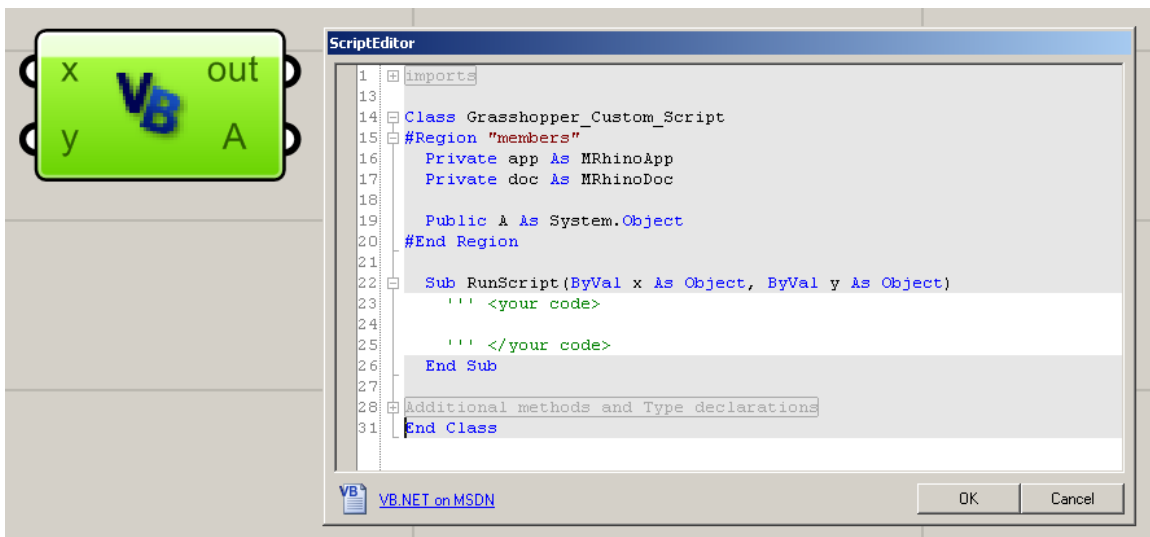 x
out
y
A
VB
ScriptEditor
1 imports
13
14 Class Grasshopper_Custom_Script
15 #Region "members"
16 Private app As MRhinoApp
17 Private doc As MRhinoDoc
18
19 Public A As System.Object
20 #End Region
21
22 Sub RunScript(ByVal x As Object, ByVal y As Object)
23 ''' <your code>
24
25 ''' </your code>
26 End Sub
27
28 Additional methods and Type declarations
31 End Class
VB
VB.NET on MSDN
OK
Cancel